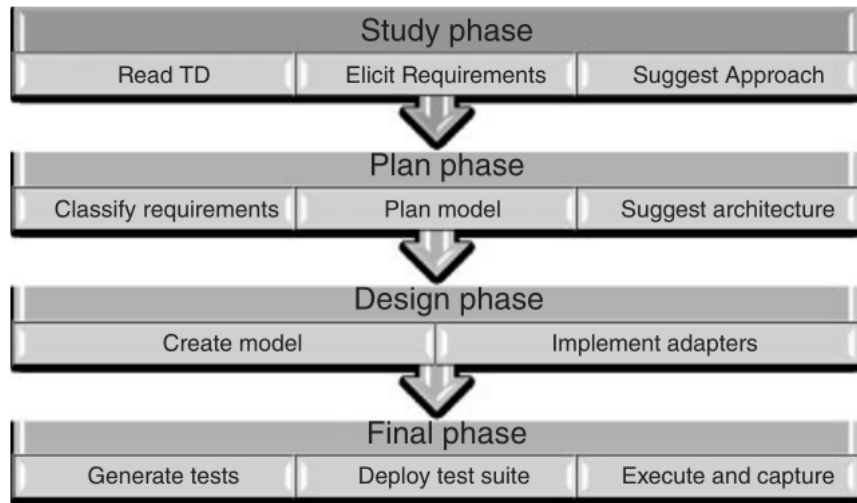 Study phase
Read TD Elicit Requirements Suggest Approach
Plan phase
Classify requirements Plan model Suggest architecture
Design phase
Create model Implement adapters
Final phase
Generate tests Deploy test suite Execute and capture